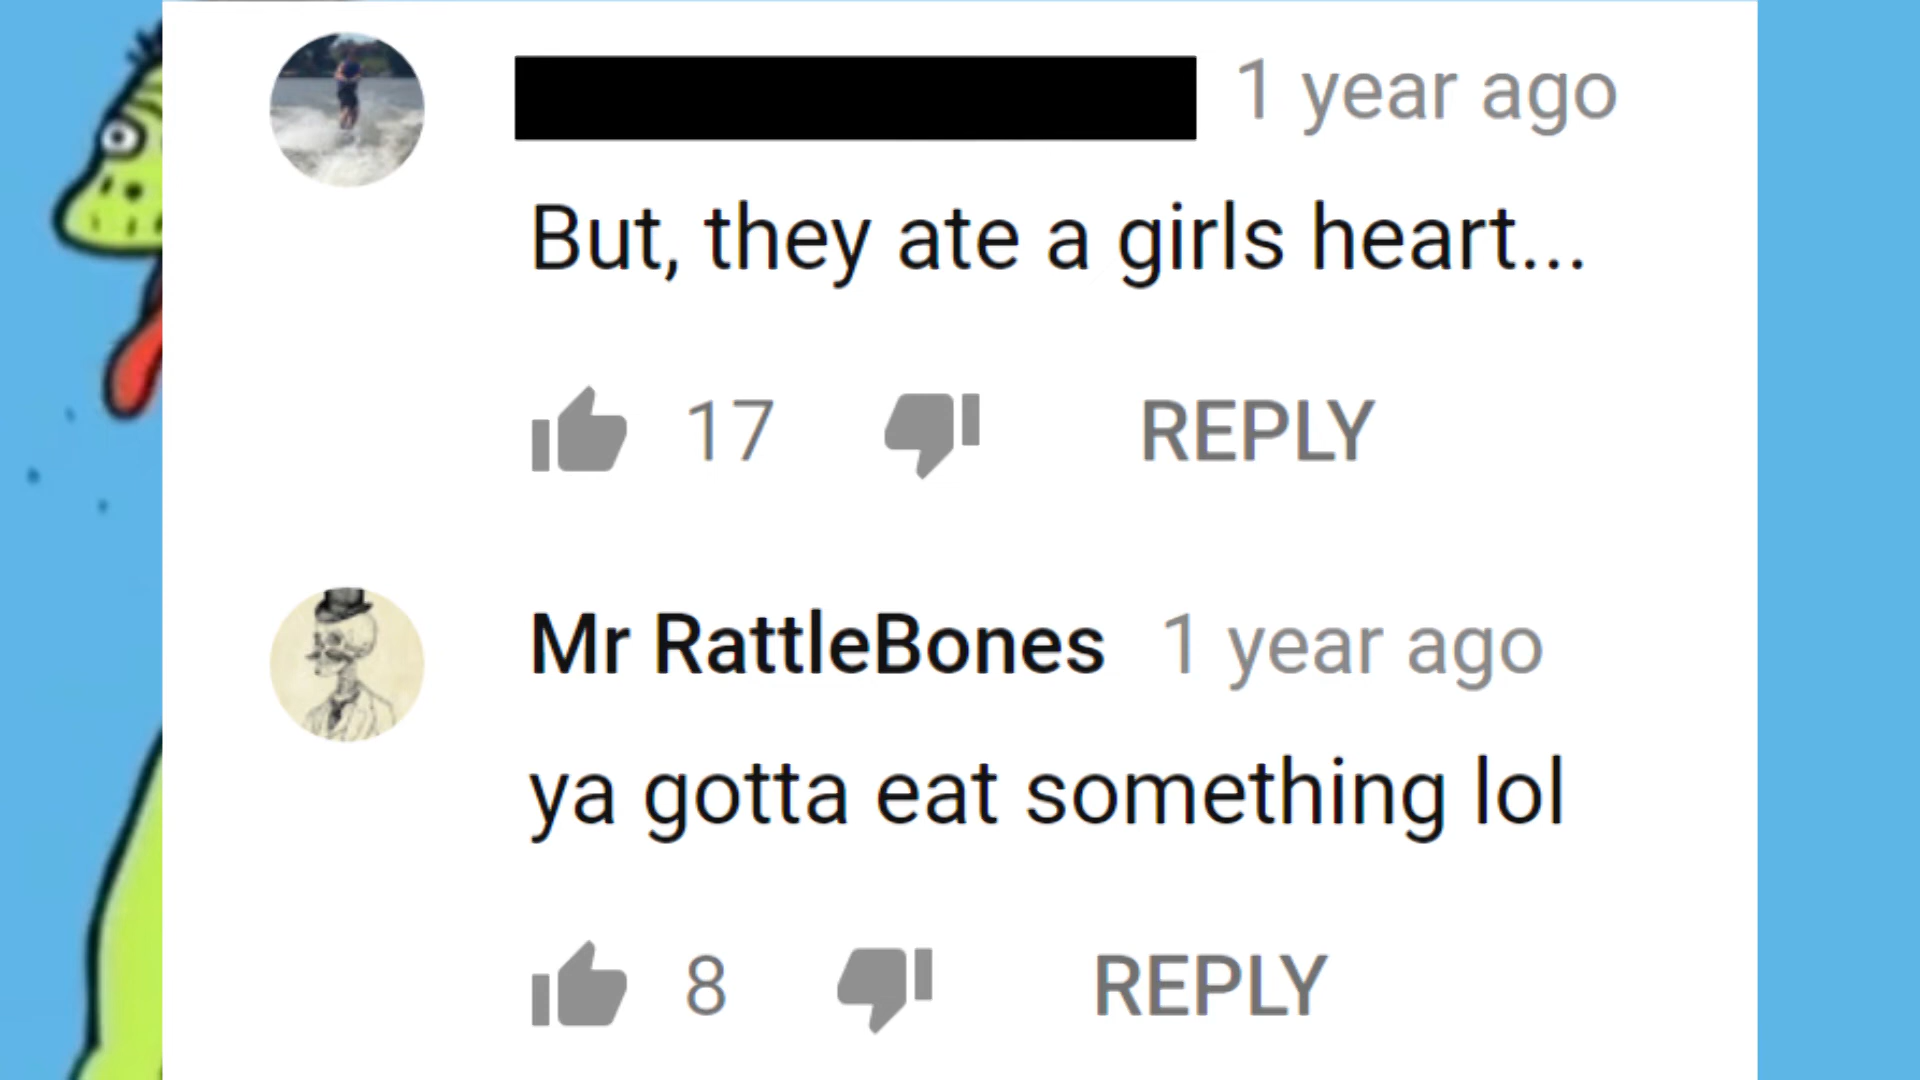 1 year ago
But, they ate a girls heart...
17 REPLY
Mr RattleBones 1 year ago
ya gotta eat something lol
8 REPLY